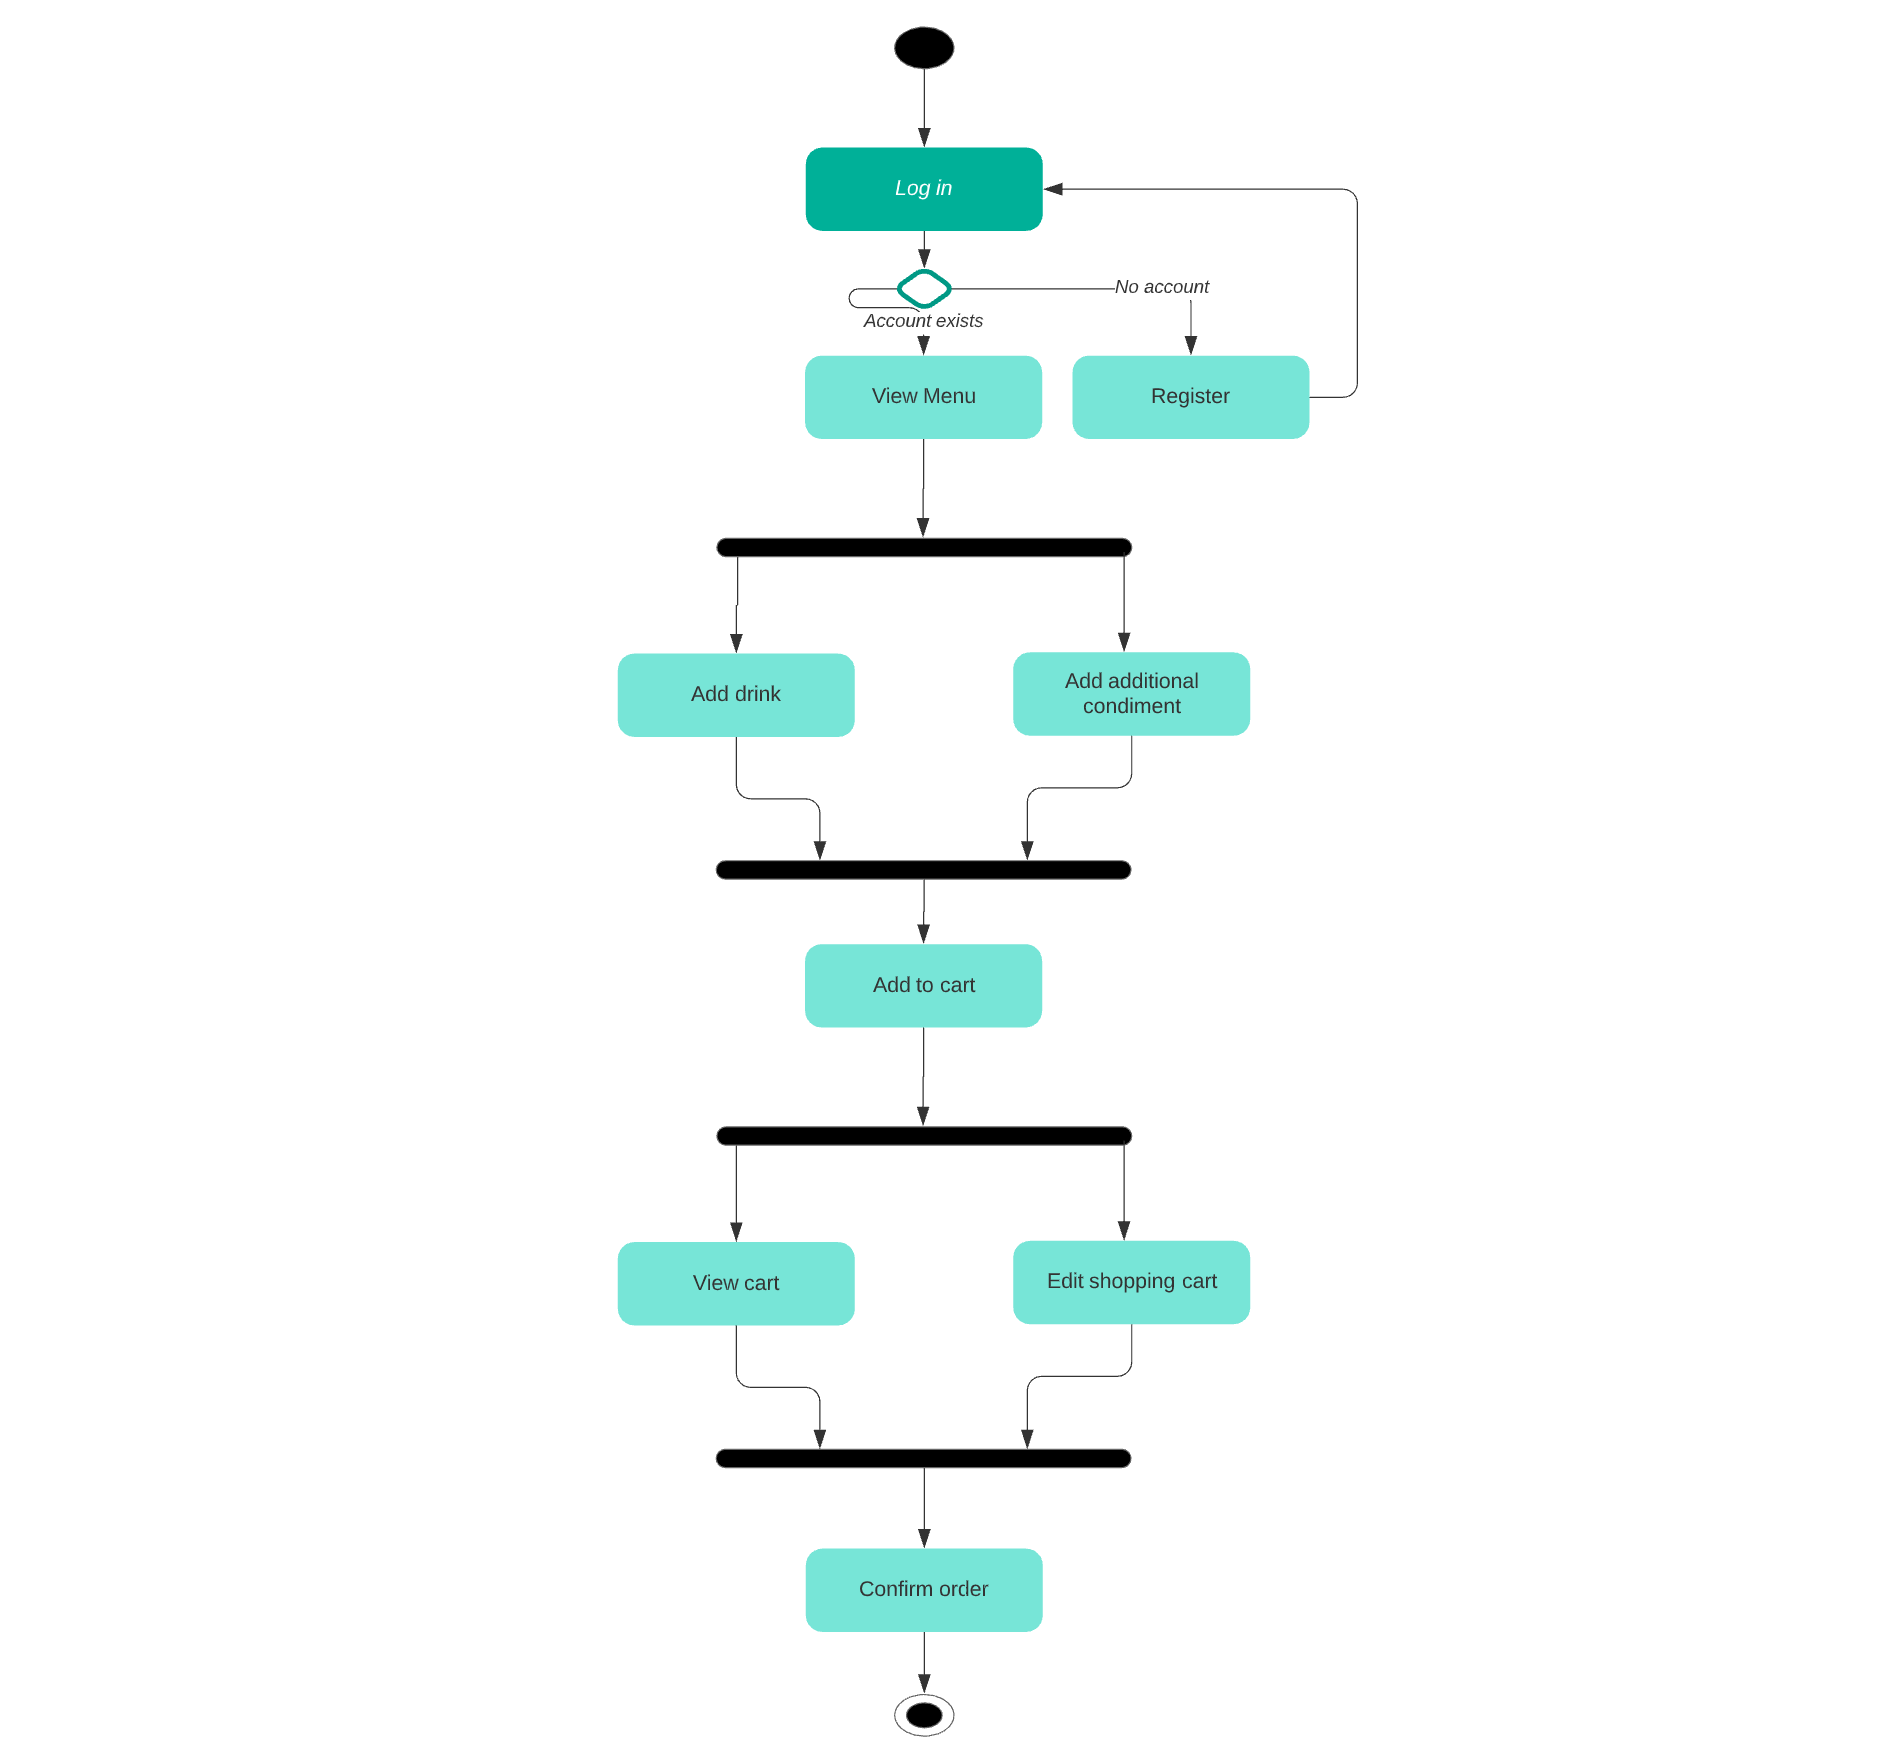 Log in
No account
Account exists
View Menu
Register
Add drink
Add additional
condiment
Add to cart
View cart
Edit shopping cart
Confirm order